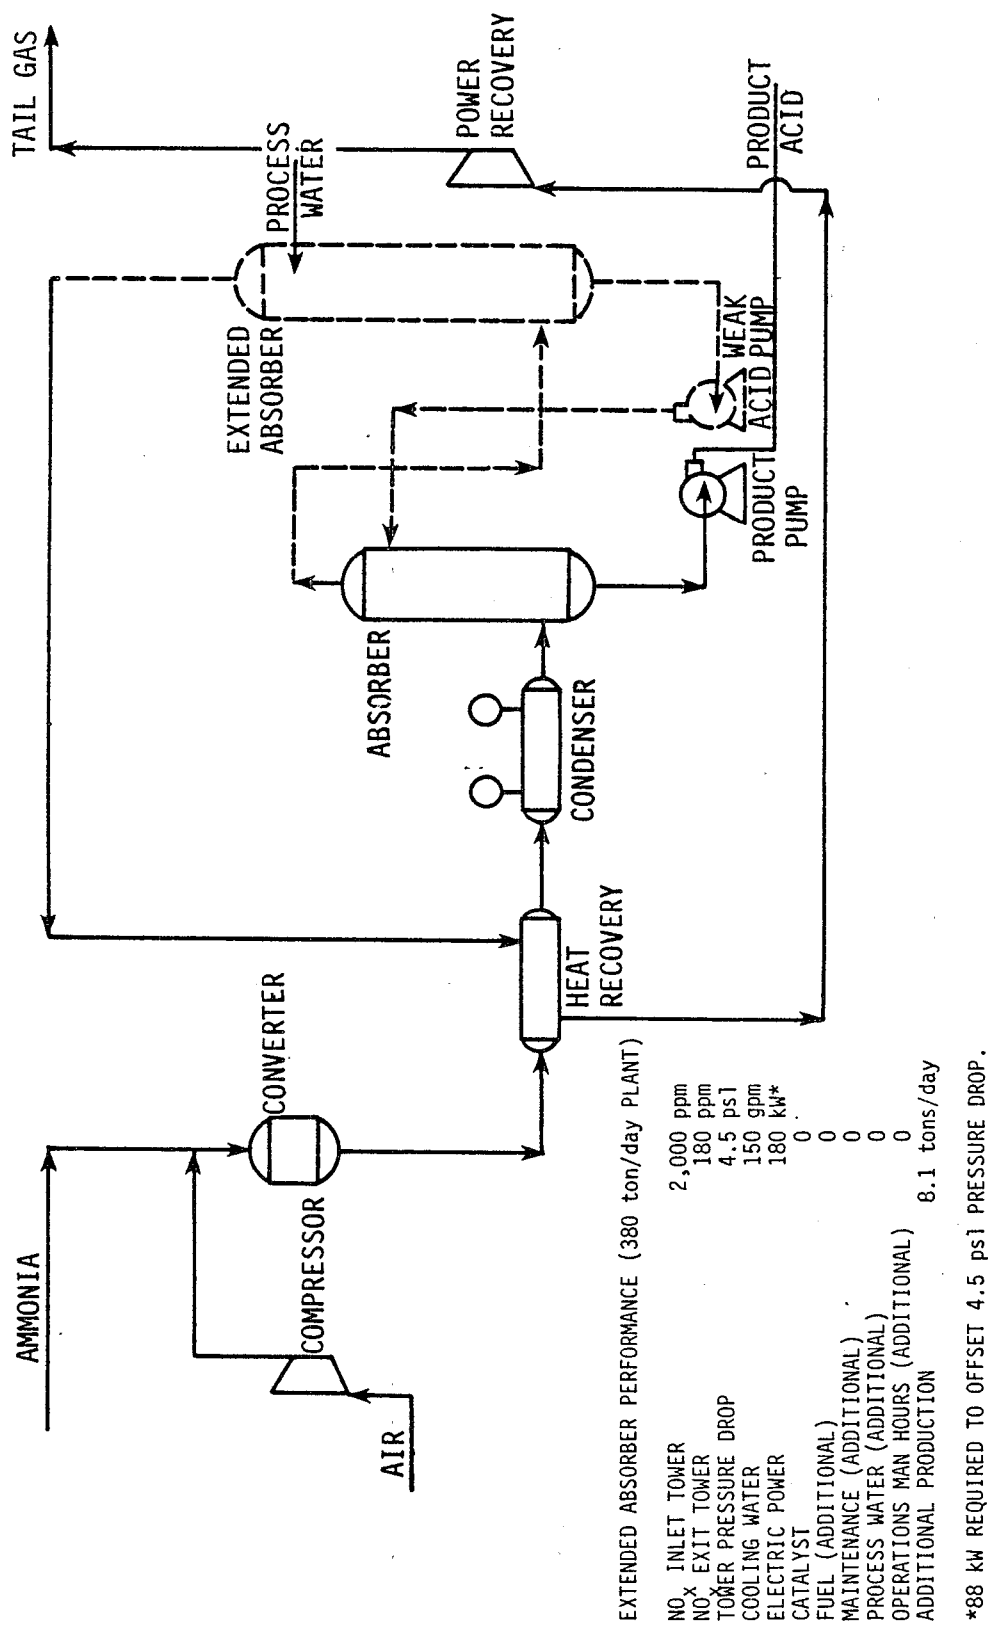 TAIL GAS
AMMONIA
AIR
COMPRESSOR
CONVERTER
HEAT
RECOVERY
CONDENSER
ABSORBER
EXTENDED
ABSORBER
PROCESS
WATER
POWER
RECOVERY
WEAK
ACID PUMP
PRODUCT
PUMP
PRODUCT
ACID
EXTENDED ABSORBER PERFORMANCE (380 ton/day PLANT)
NOx INLET TOWER 2,000 ppm
NOx EXIT TOWER 180 ppm
TOWER PRESSURE DROP 4.5 psi
COOLING WATER 150 gpm
ELECTRIC POWER 180 kW*
CATALYST 0
FUEL (ADDITIONAL) 0
MAINTENANCE (ADDITIONAL) 0
PROCESS WATER (ADDITIONAL) 0
OPERATIONS MAN HOURS (ADDITIONAL) 0
ADDITIONAL PRODUCTION 8.1 tons/day
*88 kW REQUIRED TO OFFSET 4.5 psi PRESSURE DROP.